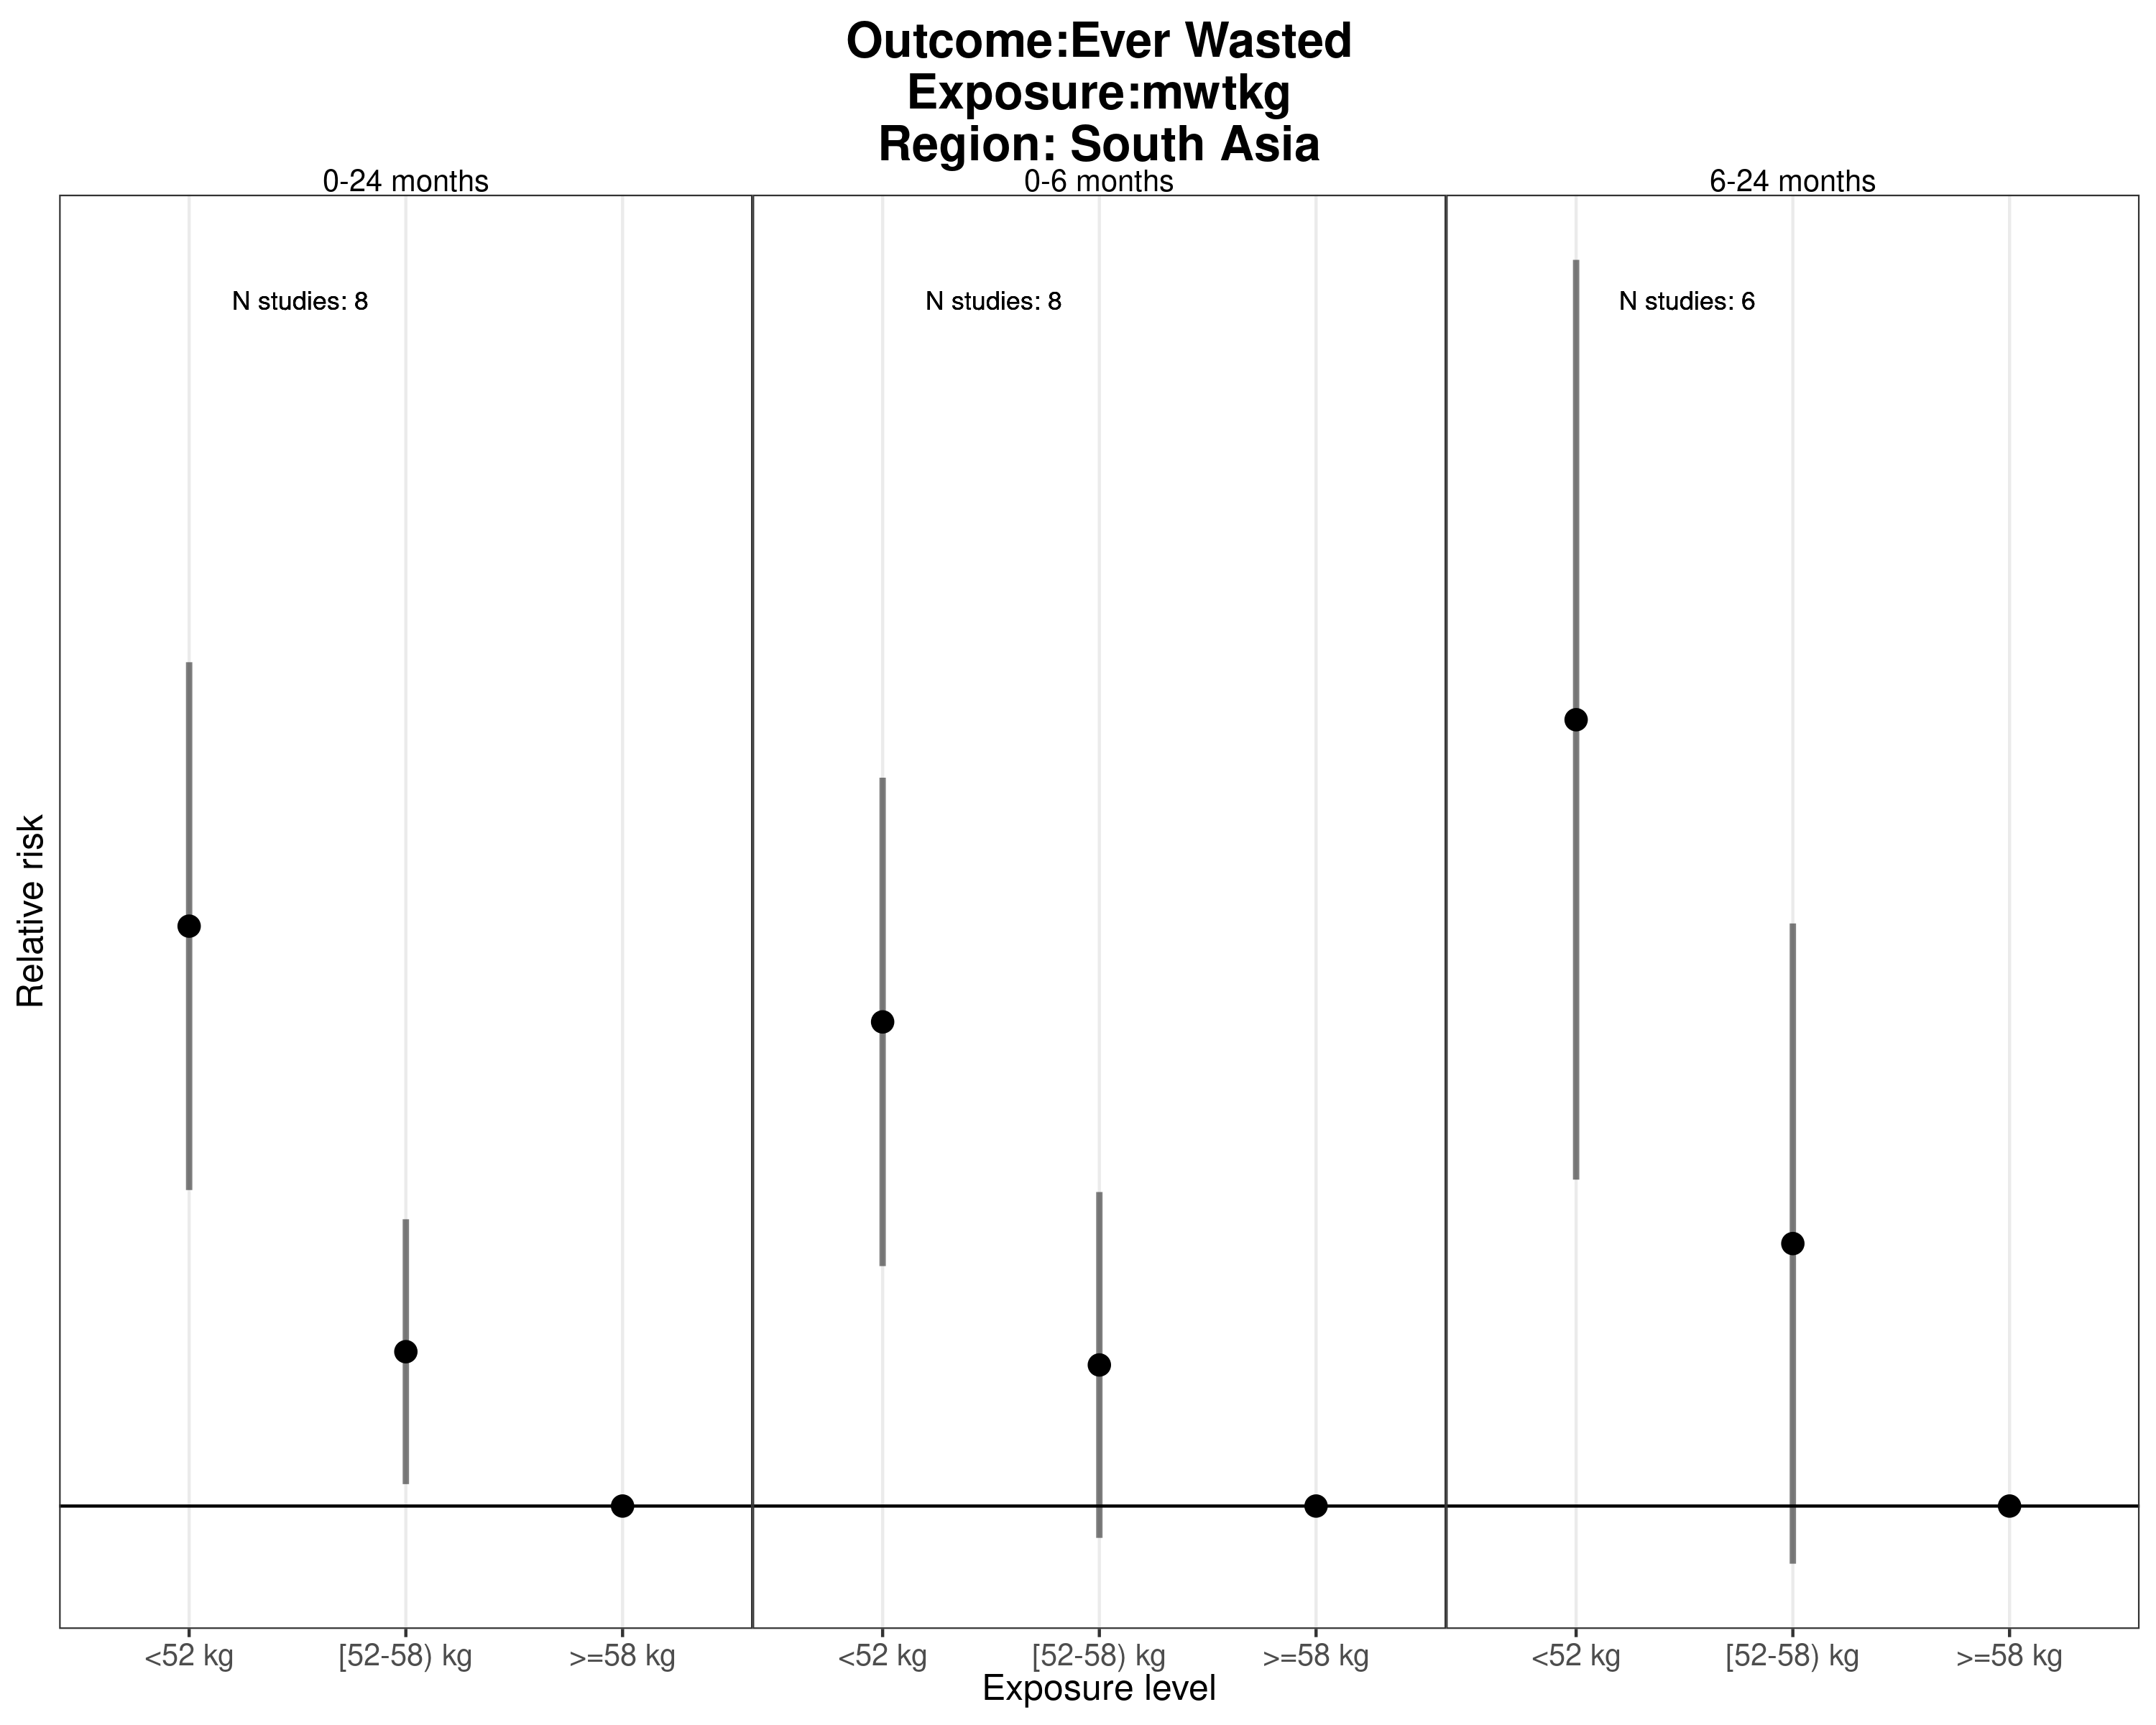 Outcome:Ever Wasted
Exposure:mwtkg
Region: South Asia
0-24 months
0-6 months
6-24 months
N studies: 8
N studies: 8
N studies: 6
Relative risk
<52 kg
[52-58) kg
>=58 kg
<52 kg
[52-58) kg
>=58 kg
<52 kg
[52-58) kg
>=58 kg
Exposure level